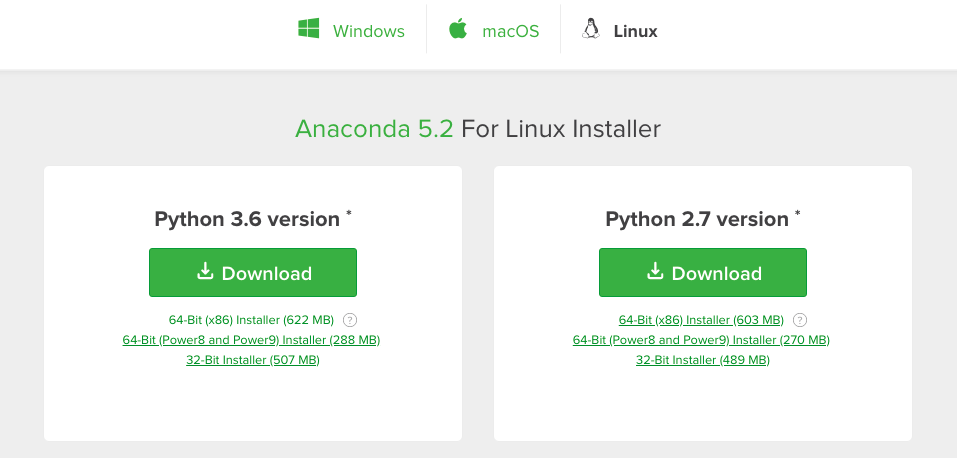 Windows
macOS
Linux
Anaconda 5.2 For Linux Installer
Python 3.6 version *
Download
64-Bit (x86) Installer (622 MB) ?
64-Bit (Power8 and Power9) Installer (288 MB)
32-Bit Installer (507 MB)
Python 2.7 version *
Download
64-Bit (x86) Installer (603 MB) ?
64-Bit (Power8 and Power9) Installer (270 MB)
32-Bit Installer (489 MB)